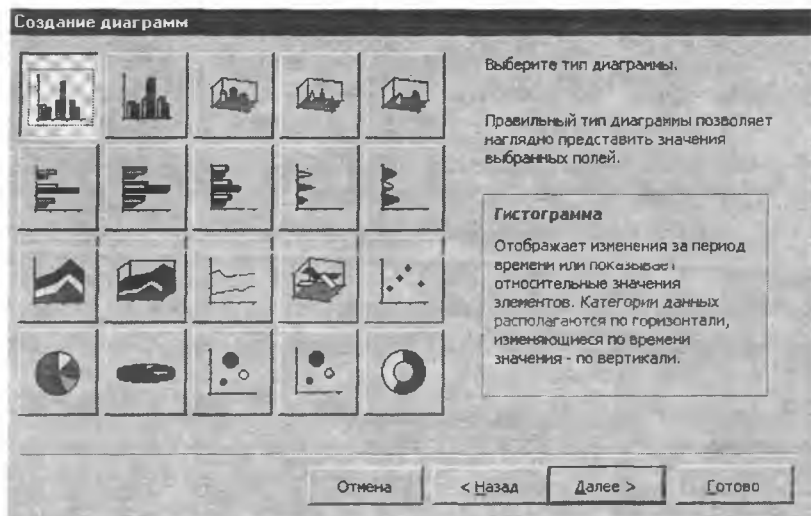 Создание диаграмм
Выберите тип диаграммы.
Правильный тип диаграммы позволяет
наглядно представить значения
выбранных полей.
Гистограмма
Отображает изменения за период
времени или показывает
относительные значения
элементов. Категории данных
располагаются по горизонтали,
изменяющиеся по времени
значения - по вертикали.
Отмена
< Назад
Далее >
Готово